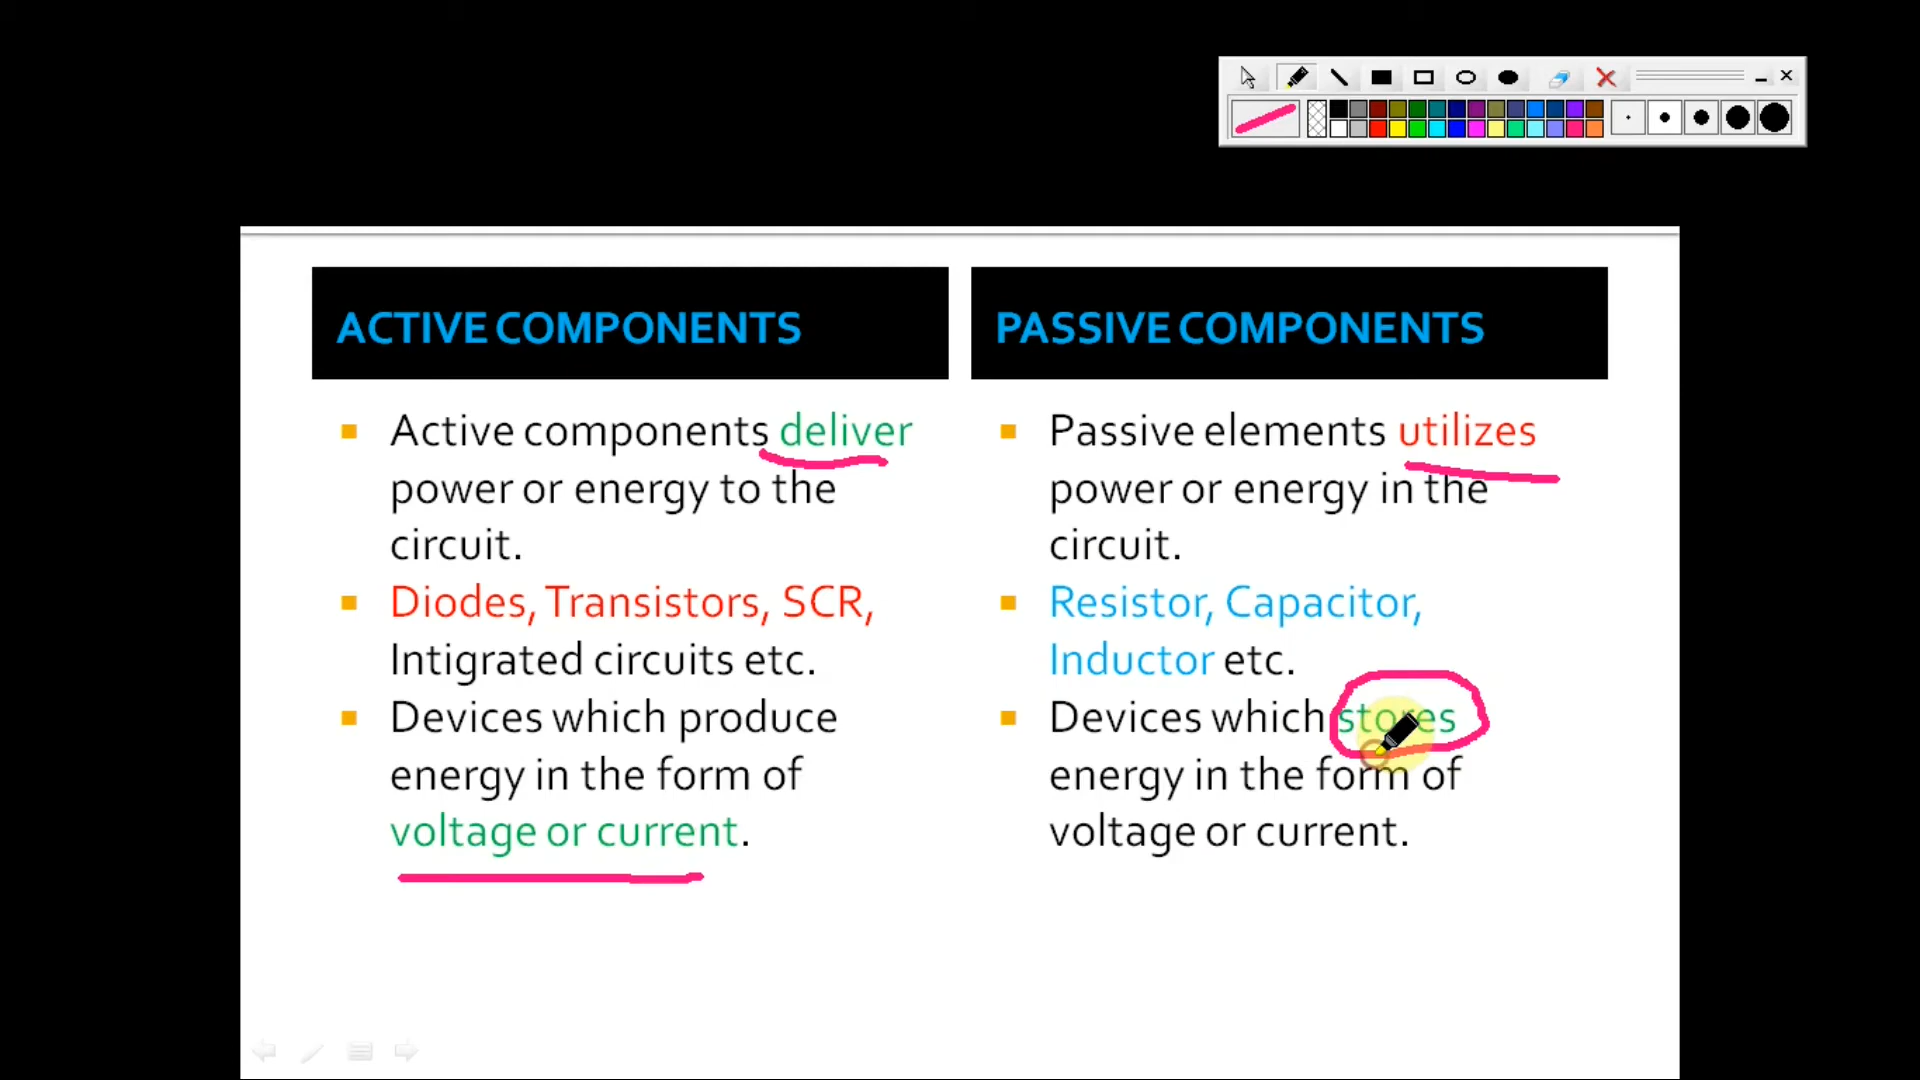 ACTIVE COMPONENTS
Active components deliver
power or energy to the
circuit.
Diodes, Transistors, SCR,
Intigrated circuits etc.
Devices which produce
energy in the form of
voltage or current.
PASSIVE COMPONENTS
Passive elements utilizes
power or energy in the
circuit.
Resistor, Capacitor,
Inductor etc.
Devices which stores
energy in the form of
voltage or current.